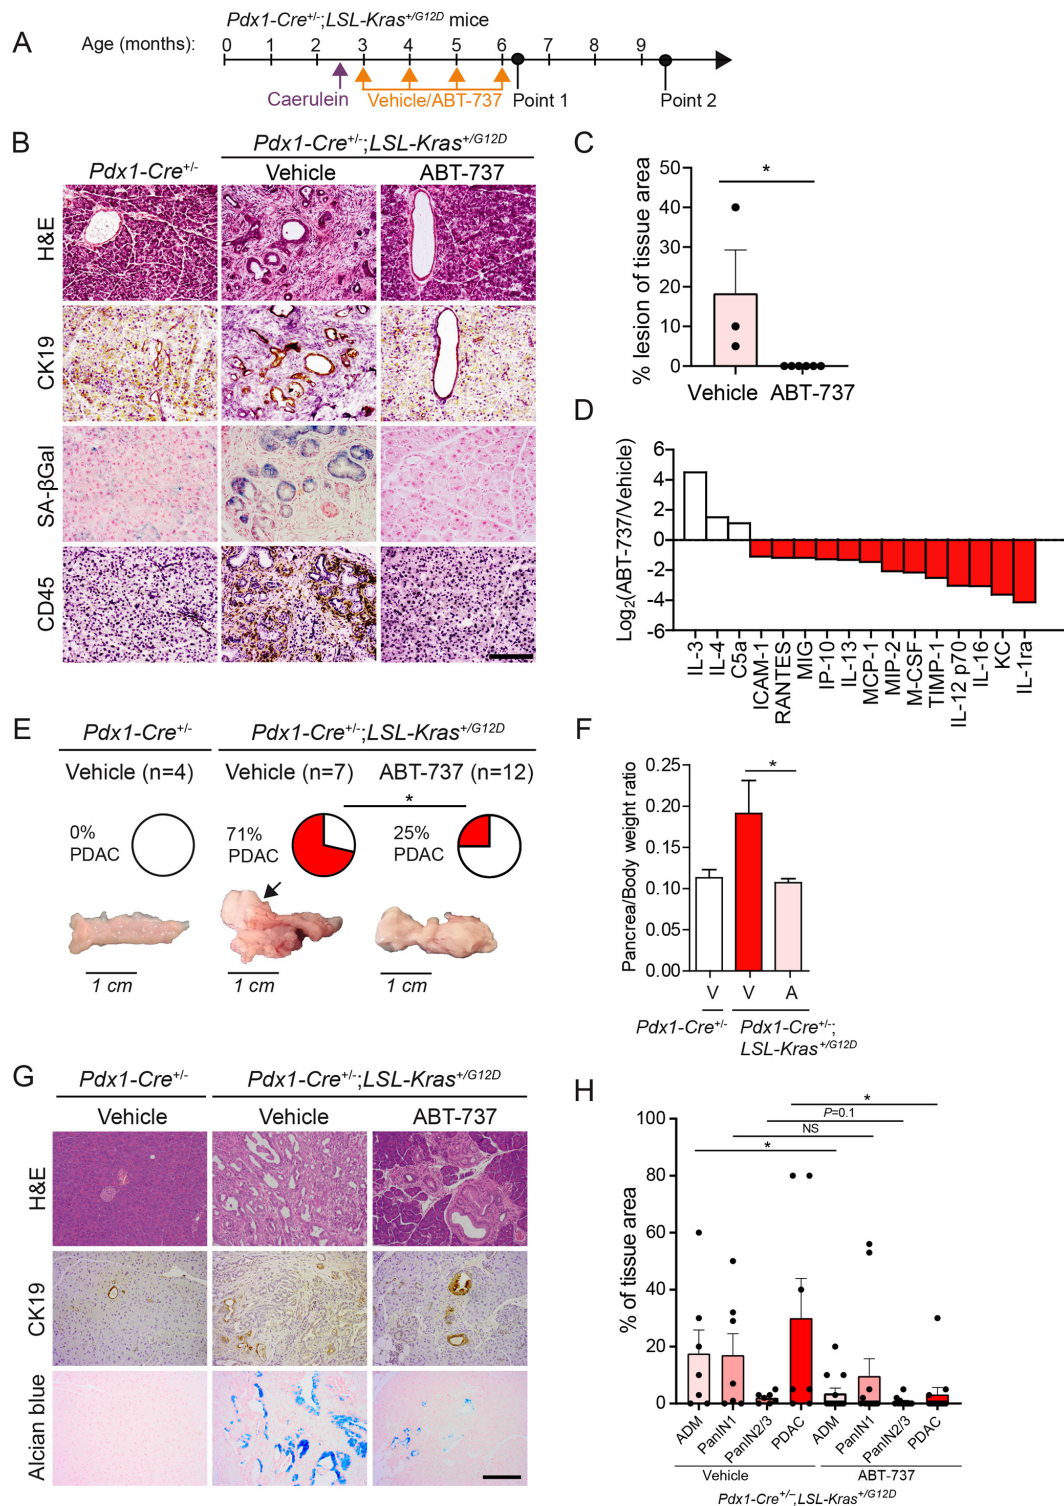 A
Pdx1-Cre+/-;LSL-Kras+/G12D mice
Age (months):
0 1 2 3 4 5 6 7 8 9
Caerulein
Vehicle/ABT-737
Point 1
Point 2
B
Pdx1-Cre+/-;LSL-Kras+/G12D
Pdx1-Cre+/-
Vehicle
ABT-737
H&E
CK19
SA-βGal
CD45
C
% lesion of tissue area
50
40
30
20
10
0
*
Vehicle
ABT-737
D
Log2(ABT-737/Vehicle)
6
4
2
0
-2
-4
-6
IL-3
IL-4
C5a
ICAM-1
RANTES
MIG
IP-10
IL-13
MCP-1
MIP-2
M-CSF
TIMP-1
IL-12 p70
IL-16
KC
IL-1ra
E
Pdx1-Cre+/-
Pdx1-Cre+/-;LSL-Kras+/G12D
Vehicle (n=4)
Vehicle (n=7)
ABT-737 (n=12)
*
0%
PDAC
71%
PDAC
25%
PDAC
1 cm
1 cm
1 cm
F
Pancrea/Body weight ratio
0.25
0.20
0.15
0.10
0.05
0.00
*
V
V
A
Pdx1-Cre+/-
Pdx1-Cre+/-;
LSL-Kras+/G12D
G
Pdx1-Cre+/-
Pdx1-Cre+/-;LSL-Kras+/G12D
Vehicle
Vehicle
ABT-737
H&E
CK19
Alcian blue
H
% of tissue area
100
80
60
40
20
0
*
P=0.1
NS
*
ADM
PanIN1
PanIN2/3
PDAC
ADM
PanIN1
PanIN2/3
PDAC
Vehicle
ABT-737
Pdx1-Cre+/–,LSL-Kras+/G12D